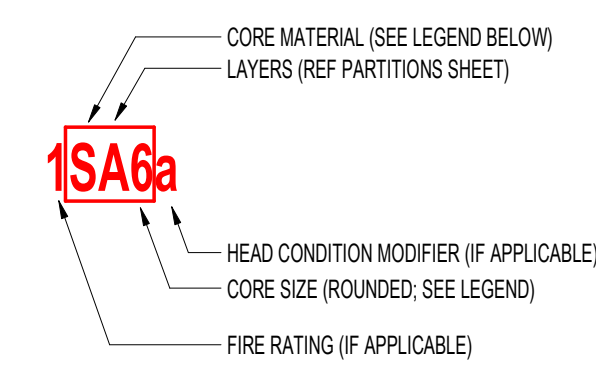 CORE MATERIAL (SEE LEGEND BELOW)
LAYERS (REF PARTITIONS SHEET)
1SA6a
HEAD CONDITION MODIFIER (IF APPLICABLE)
CORE SIZE (ROUNDED; SEE LEGEND)
FIRE RATING (IF APPLICABLE)